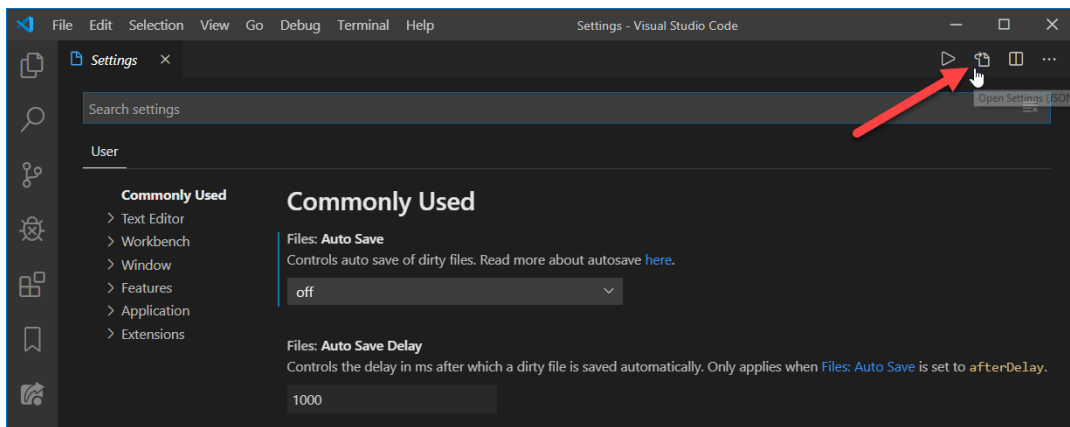 File Edit Selection View Go Debug Terminal Help Settings - Visual Studio Code
Settings
Open Settings (JSON
Search settings
User
Commonly Used
Text Editor
Workbench
Window
Features
Application
Extensions
Commonly Used
Files: Auto Save
Controls auto save of dirty files. Read more about autosave here.
off
Files: Auto Save Delay
Controls the delay in ms after which a dirty file is saved automatically. Only applies when Files: Auto Save is set to afterDelay.
1000